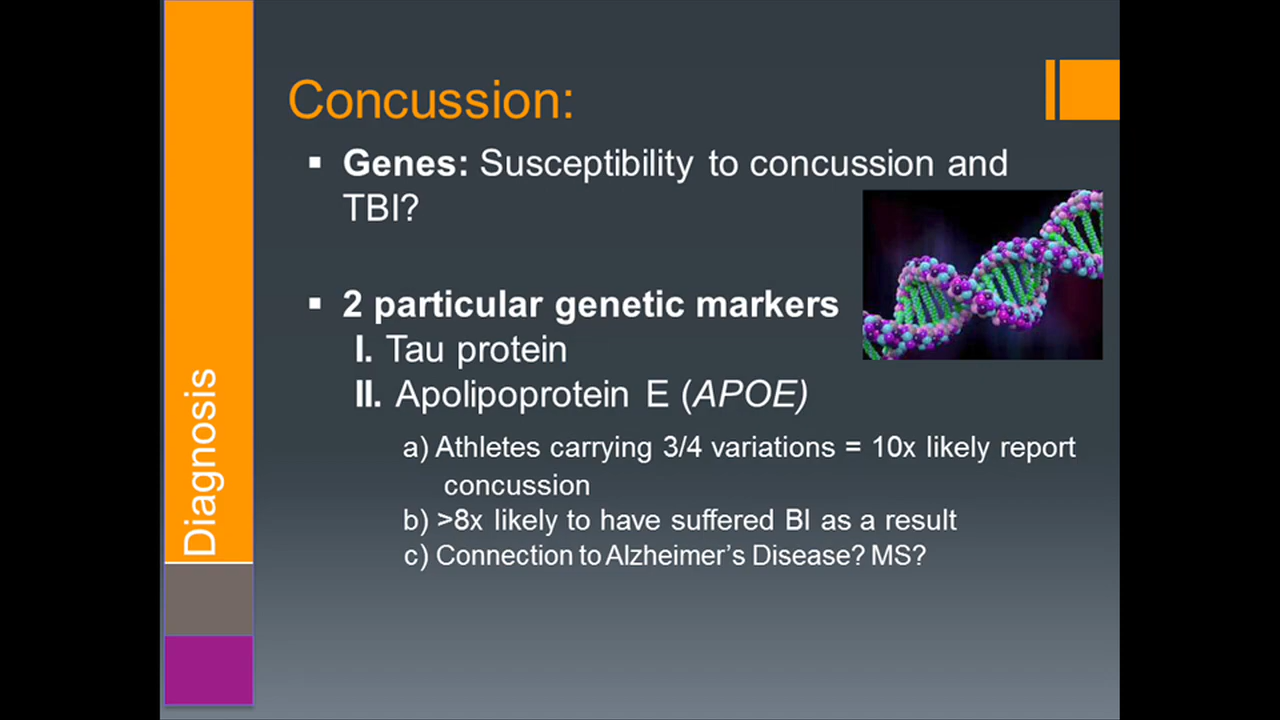 Concussion:
▪ Genes: Susceptibility to concussion and
TBI?
▪ 2 particular genetic markers
I. Tau protein
II. Apolipoprotein E (APOE)
a) Athletes carrying 3/4 variations = 10x likely report
concussion
b) >8x likely to have suffered BI as a result
c) Connection to Alzheimer's Disease? MS?
Diagnosis